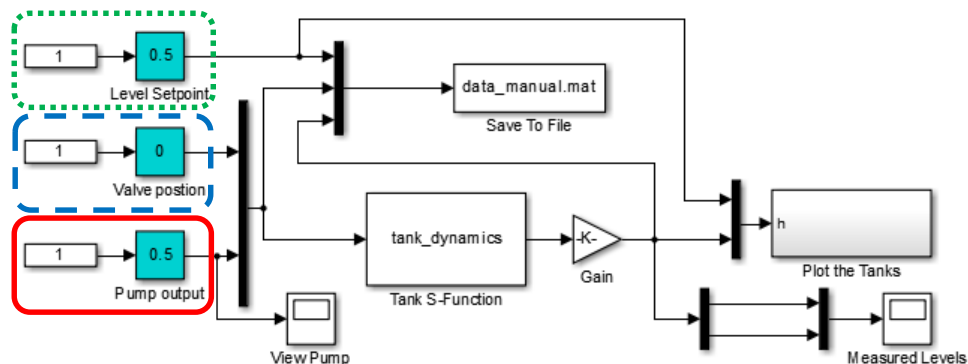 1
0.5
Level Setpoint
data_manual.mat
Save To File
1
0
Valve postion
1
0.5
Pump output
tank_dynamics
Tank S-Function
-K-
Gain
h
Plot the Tanks
View Pump
Measured Levels